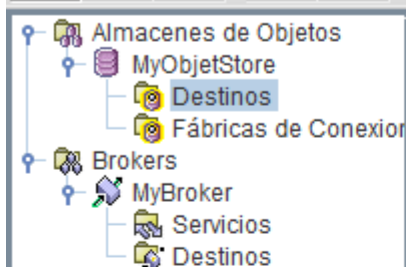 Almacenes de Objetos
MyObjetStore
Destinos
Fábricas de Conexion
Brokers
MyBroker
Servicios
Destinos